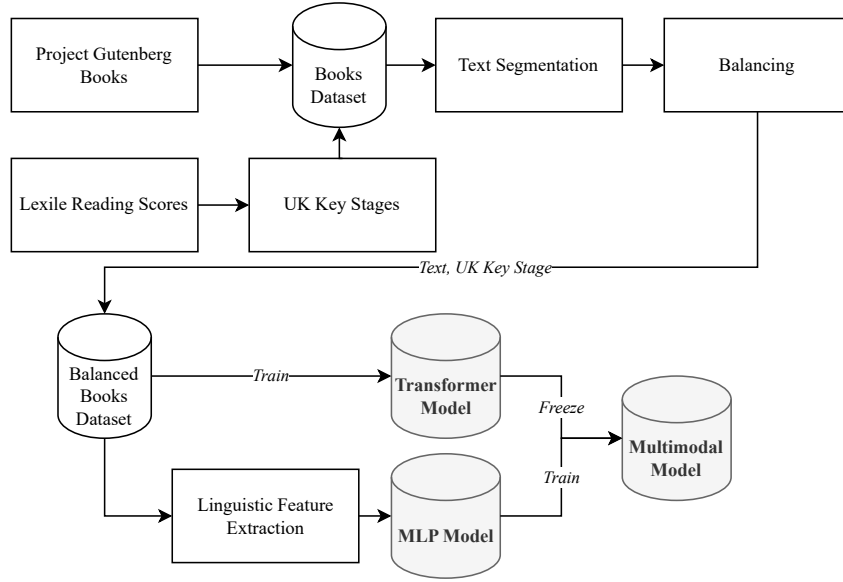 Project Gutenberg
Books
Books
Dataset
Text Segmentation
Balancing
Lexile Reading Scores
UK Key Stages
Text, UK Key Stage
Balanced
Books
Dataset
Train
Transformer
Model
Freeze
Multimodal
Model
Train
Linguistic Feature
Extraction
MLP Model